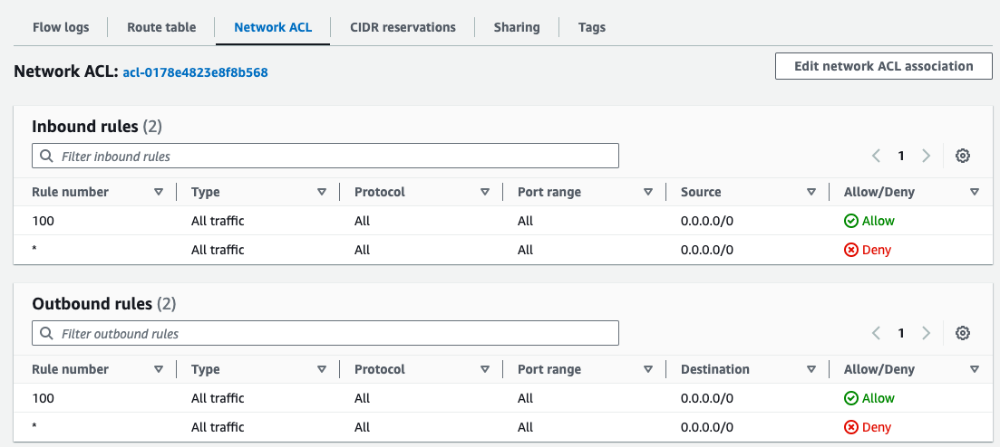 Flow logs Route table Network ACL CIDR reservations Sharing Tags
Network ACL: acl-0178e4823e8f8b568 Edit network ACL association
Inbound rules (2)
Filter inbound rules 1
Rule number Type Protocol Port range Source Allow/Deny
100 All traffic All All 0.0.0.0/0 Allow
* All traffic All All 0.0.0.0/0 Deny
Outbound rules (2)
Filter outbound rules 1
Rule number Type Protocol Port range Destination Allow/Deny
100 All traffic All All 0.0.0.0/0 Allow
* All traffic All All 0.0.0.0/0 Deny